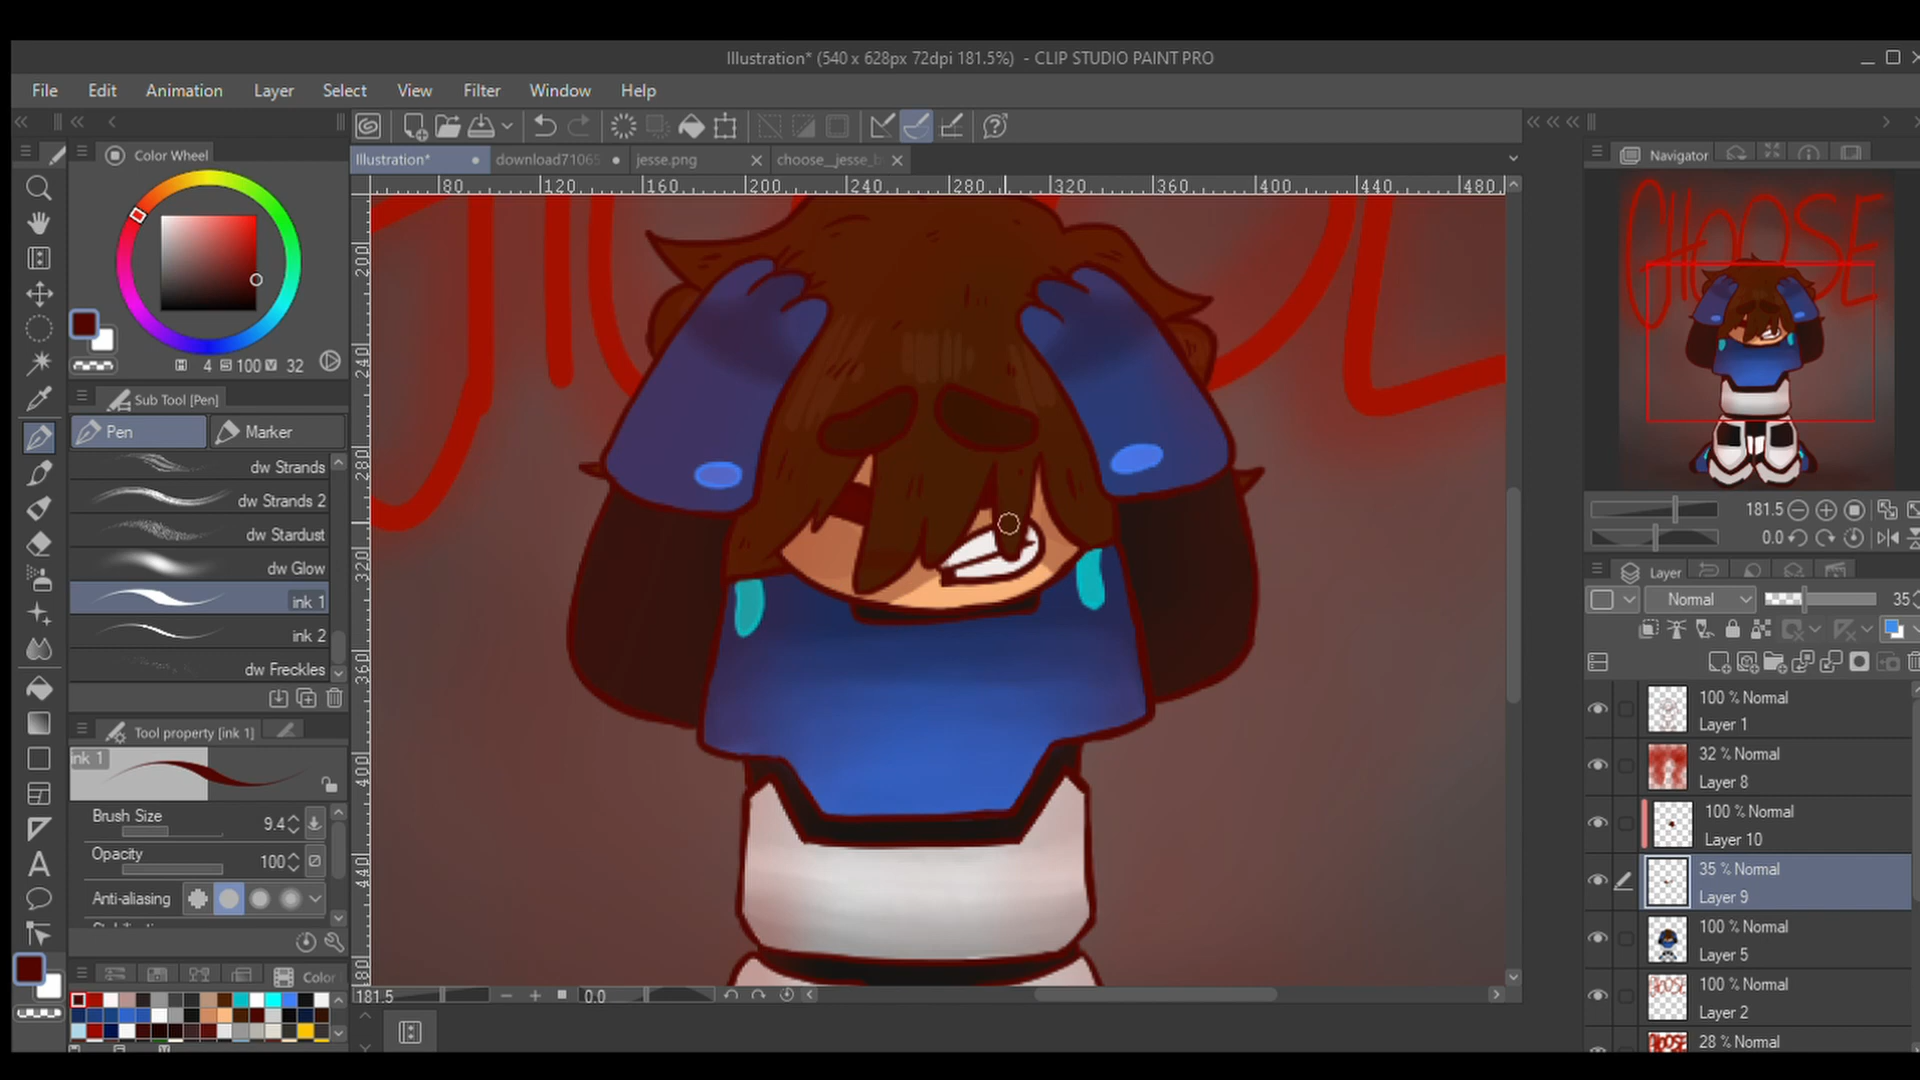 Illustration* (540 x 628px 72dpi 181.5%) - CLIP STUDIO PAINT PRO
File Edit Animation Layer Select View Filter Window Help
Color Wheel
Illustration* download71065 jesse.png choose__jesse_b
Navigator
80 120 160 200 240 280 320 360 400 440 480
200
240
280
320
360
400
440
480
CHOOSE
H 4 S 100 V 32
Sub Tool [Pen]
Pen Marker
dw Strands
dw Strands 2
dw Stardust
dw Glow
ink 1
ink 2
dw Freckles
Tool property [ink 1]
ink 1
Brush Size 9.4
Opacity 100
Anti-aliasing
Color
181.5 0.0
181.5
0.0
Layer
Normal 35
100 % Normal
Layer 1
32 % Normal
Layer 8
100 % Normal
Layer 10
35 % Normal
Layer 9
100 % Normal
Layer 5
100 % Normal
Layer 2
28 % Normal